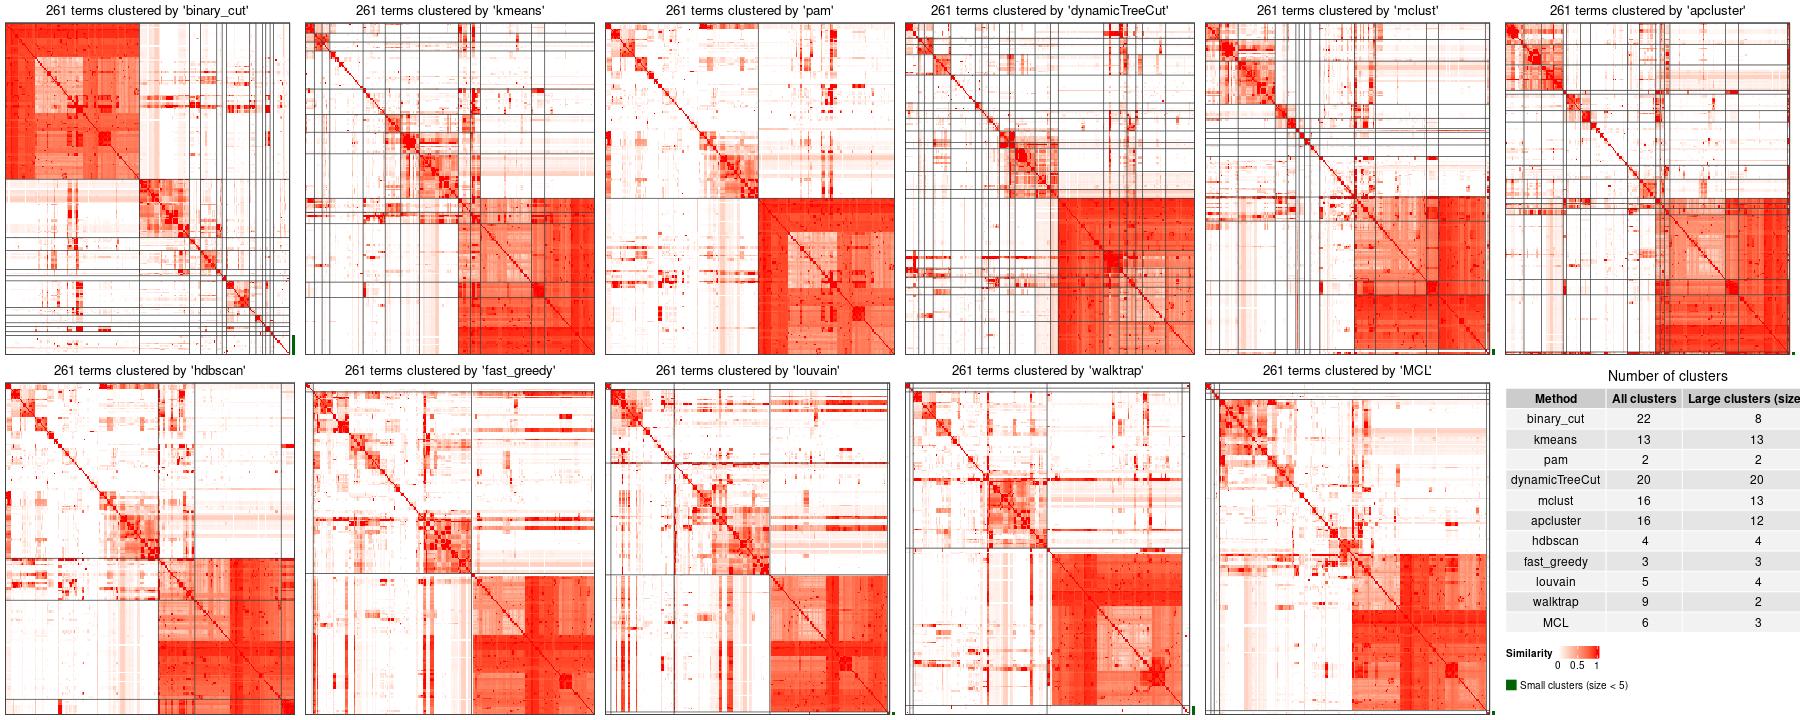 261 terms clustered by 'binary_cut'
261 terms clustered by 'kmeans'
261 terms clustered by 'pam'
261 terms clustered by 'dynamicTreeCut'
261 terms clustered by 'mclust'
261 terms clustered by 'apcluster'
261 terms clustered by 'hdbscan'
261 terms clustered by 'fast_greedy'
261 terms clustered by 'louvain'
261 terms clustered by 'walktrap'
261 terms clustered by 'MCL'
Number of clusters
Method All clusters Large clusters (size
binary_cut 22 8
kmeans 13 13
pam 2 2
dynamicTreeCut 20 20
mclust 16 13
apcluster 16 12
hdbscan 4 4
fast_greedy 3 3
louvain 5 4
walktrap 9 2
MCL 6 3
Similarity
0 0.5 1
Small clusters (size < 5)